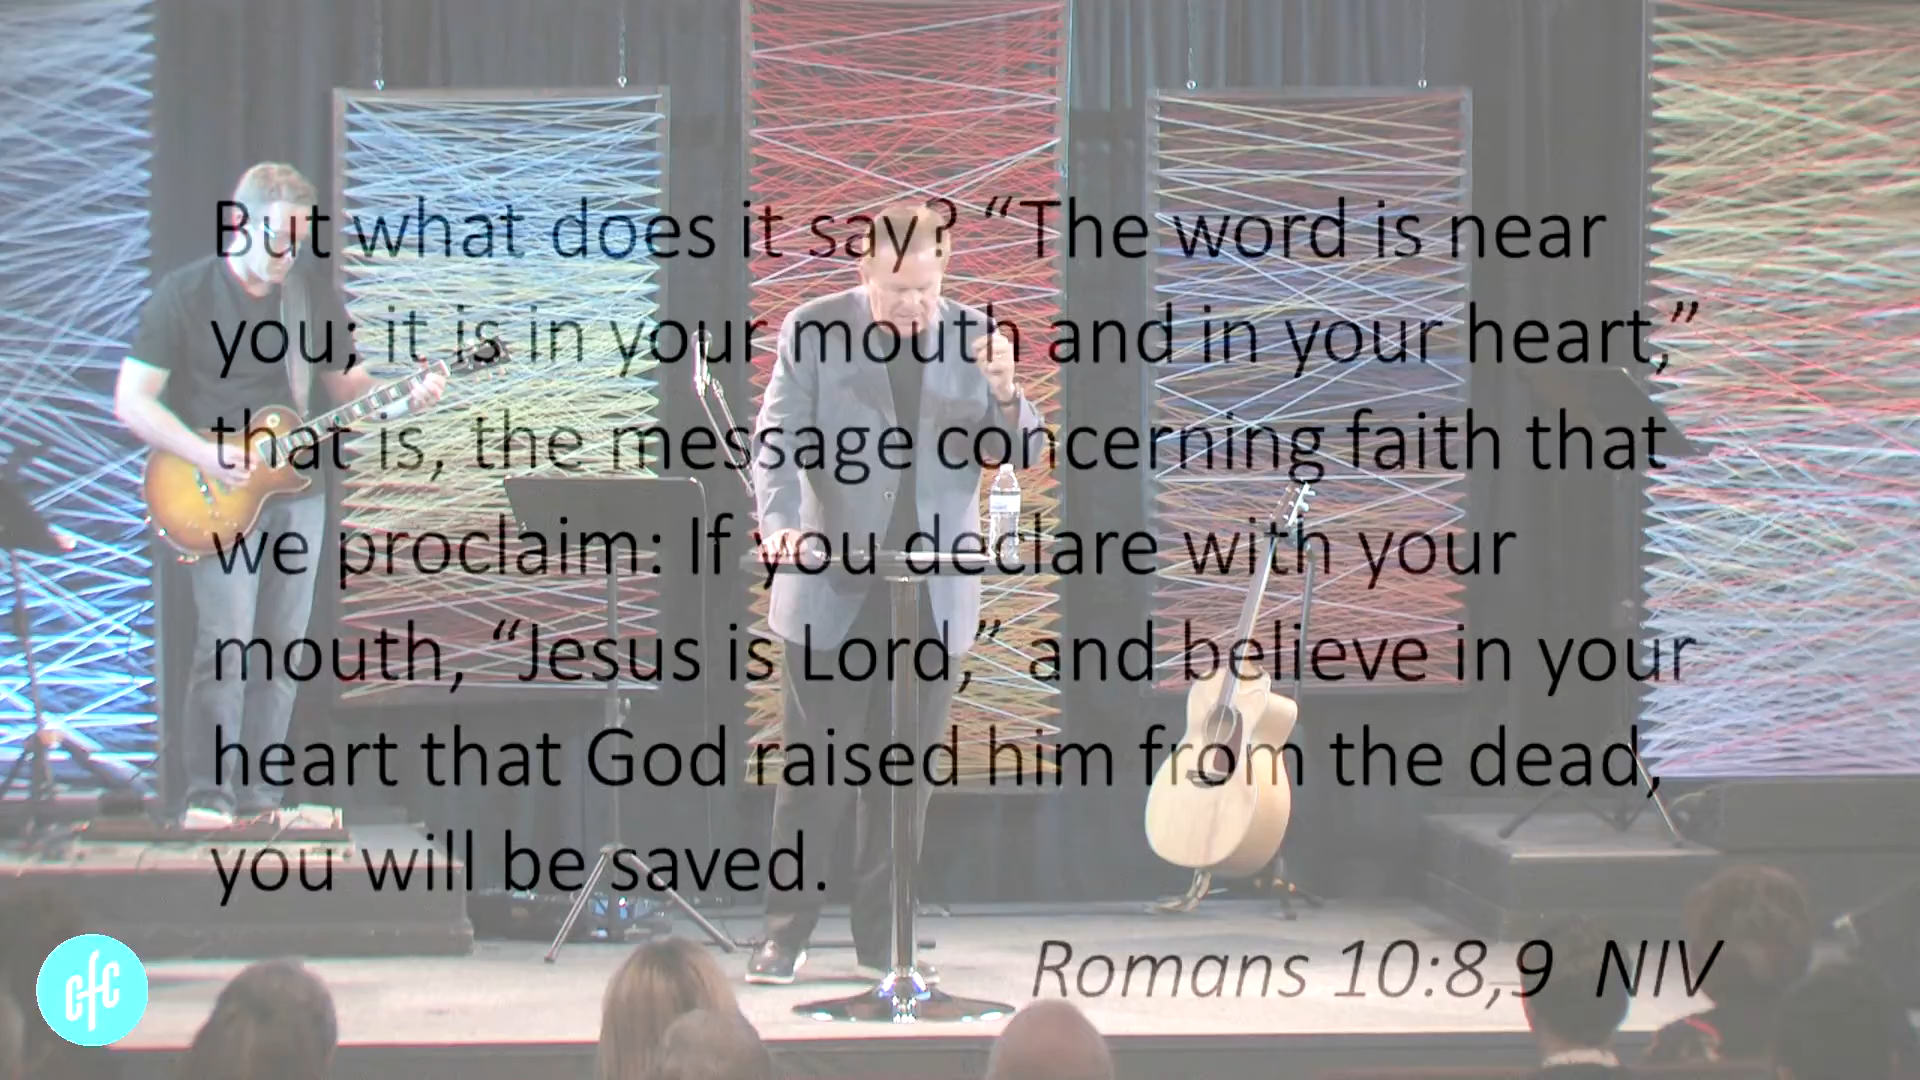 But what does it say? “The word is near
you; it is in your mouth and in your heart,”
that is, the message concerning faith that
we proclaim: If you declare with your
mouth, “Jesus is Lord,” and believe in your
heart that God raised him from the dead,
you will be saved.
Romans 10:8,9 NIV
cfc